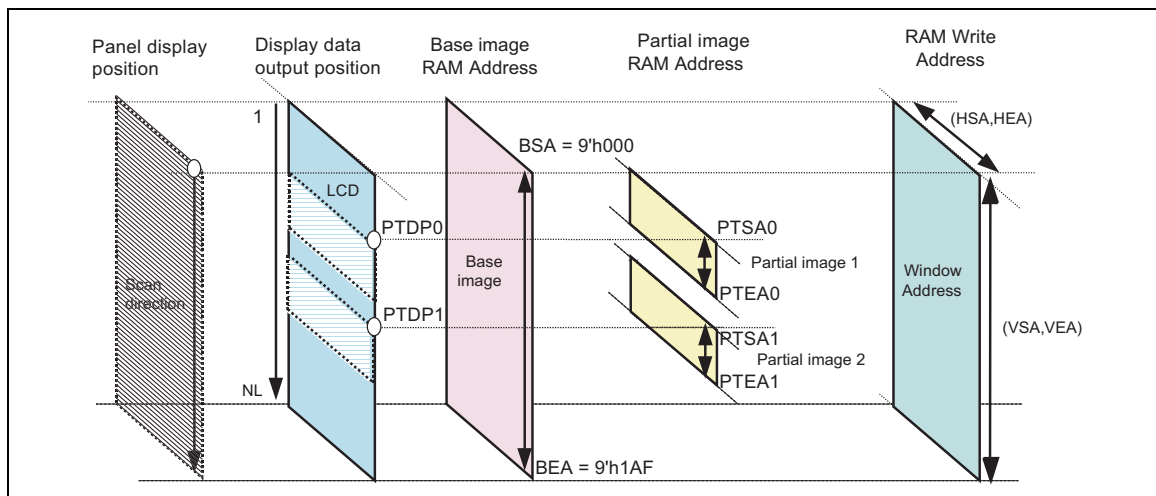 Panel display
position
Display data
output position
Base image
RAM Address
Partial image
RAM Address
RAM Write
Address
1
(HSA,HEA)
BSA = 9'h000
LCD
PTDP0
PTSA0
Scan
direction
Base
image
Partial image 1
Window
Address
PTEA0
PTDP1
PTSA1
(VSA,VEA)
Partial image 2
PTEA1
NL
BEA = 9'h1AF